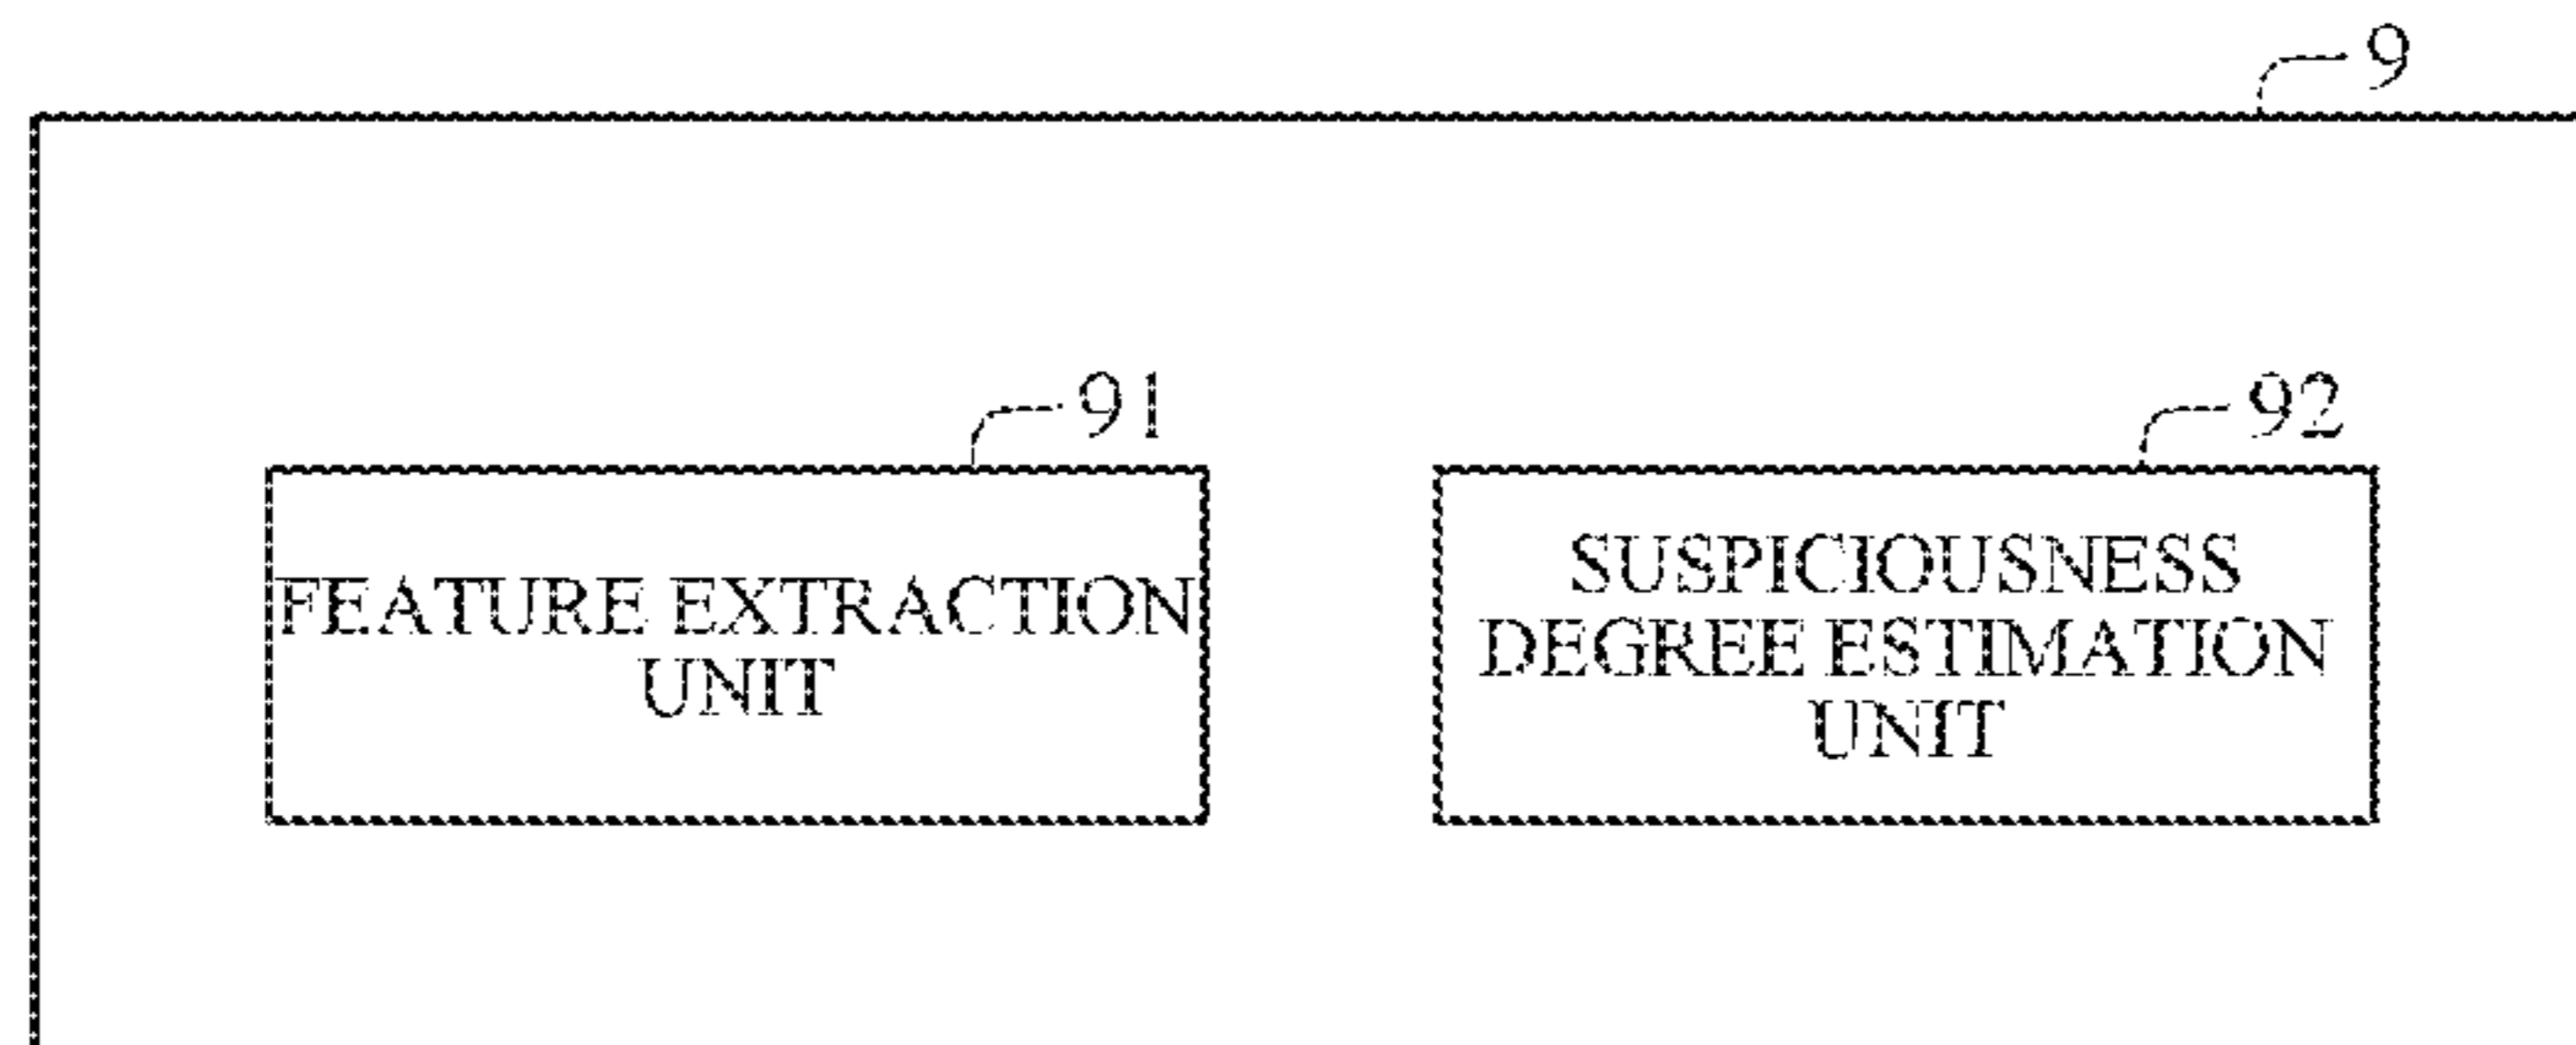 9
91
92
FEATURE EXTRACTION
UNIT
SUSPICIOUSNESS
DEGREE ESTIMATION
UNIT